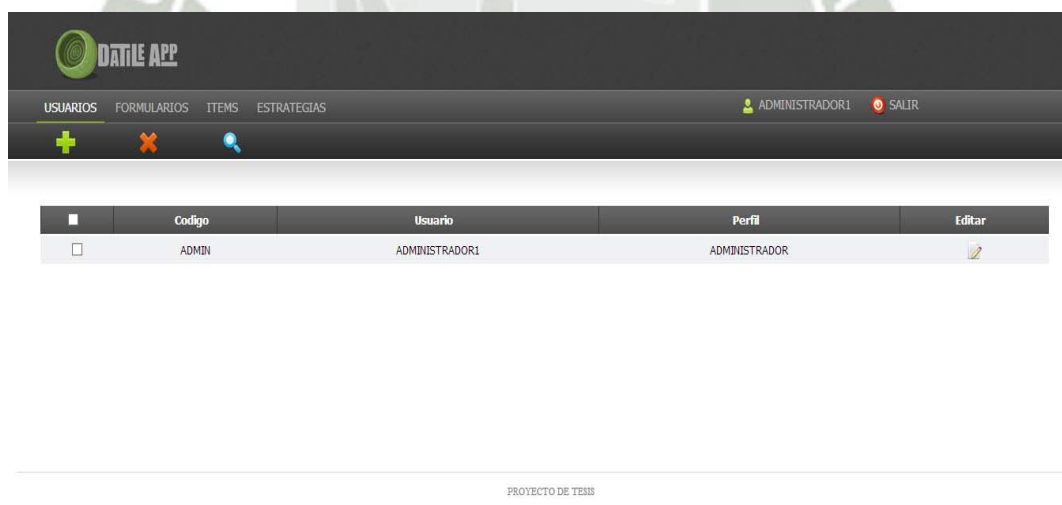 DATILE APP
USUARIOS FORMULARIOS ITEMS ESTRATEGIAS ADMINISTRADOR1 SALIR
Codigo Usuario Perfil Editar
ADMIN ADMINISTRADOR1 ADMINISTRADOR
PROYECTO DE TESIS